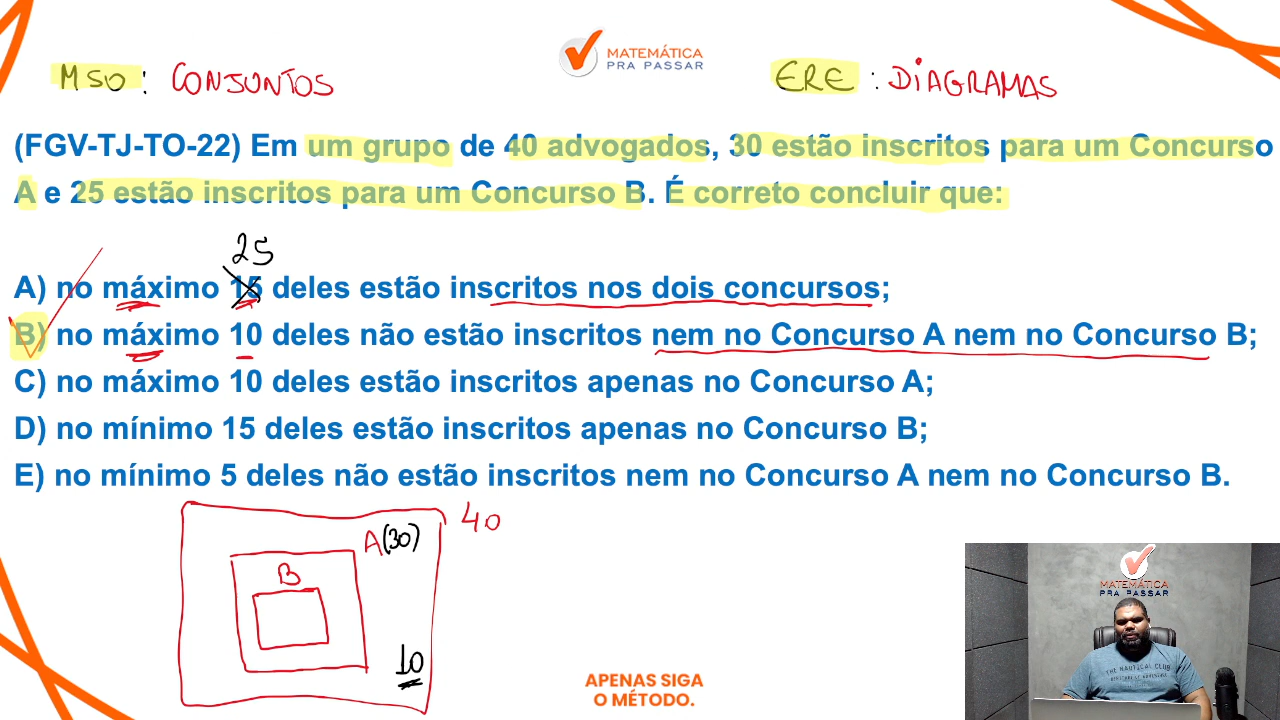 MATEMÁTICA
PRA PASSAR
MSO : CONJUNTOS
ERE : DIAGRAMAS
(FGV-TJ-TO-22) Em um grupo de 40 advogados, 30 estão inscritos para um Concurso
A e 25 estão inscritos para um Concurso B. É correto concluir que:
25
A) no máximo 15 deles estão inscritos nos dois concursos;
B) no máximo 10 deles não estão inscritos nem no Concurso A nem no Concurso B;
C) no máximo 10 deles estão inscritos apenas no Concurso A;
D) no mínimo 15 deles estão inscritos apenas no Concurso B;
E) no mínimo 5 deles não estão inscritos nem no Concurso A nem no Concurso B.
40
A(30)
B
10
MATEMÁTICA
PRA PASSAR
THE NAUTICAL CLUB
APENAS SIGA
O MÉTODO.